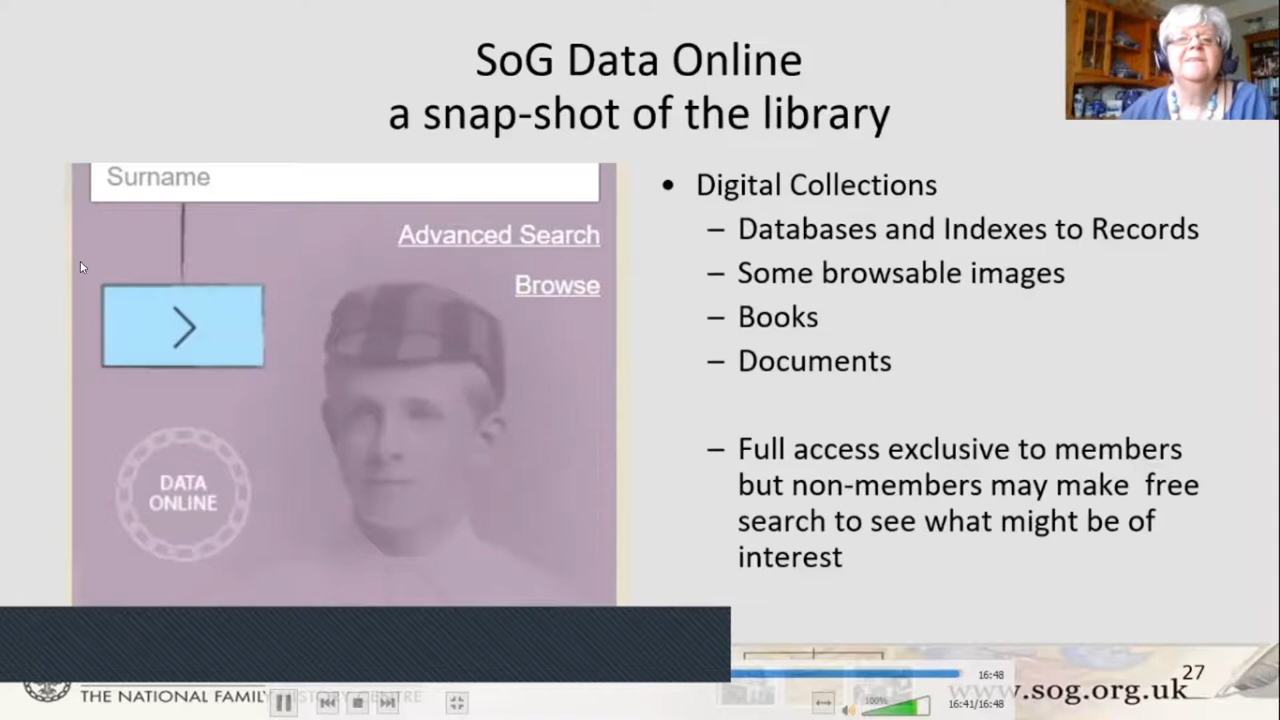 SoG Data Online
a snap-shot of the library
Surname
Advanced Search
Browse
DATA
ONLINE
• Digital Collections
– Databases and Indexes to Records
– Some browsable images
– Books
– Documents
– Full access exclusive to members
but non-members may make free
search to see what might be of
interest
27
16:48
THE NATIONAL FAMILY HISTORY CENTRE
www.sog.org.uk
100%
16:41/16:48